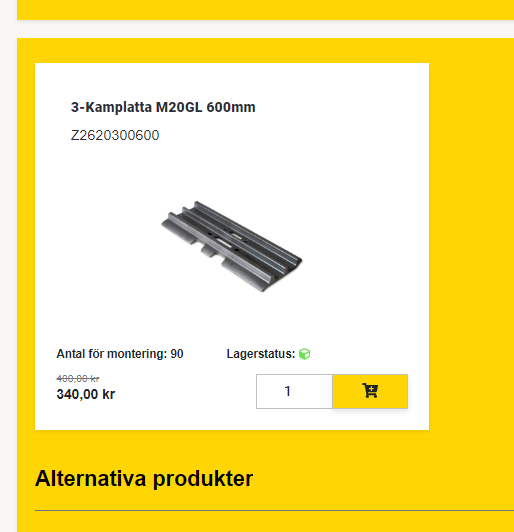 3-Kamplatta M20GL 600mm
Z2620300600
Antal för montering: 90
Lagerstatus:
400,00 kr
340,00 kr
1
Alternativa produkter